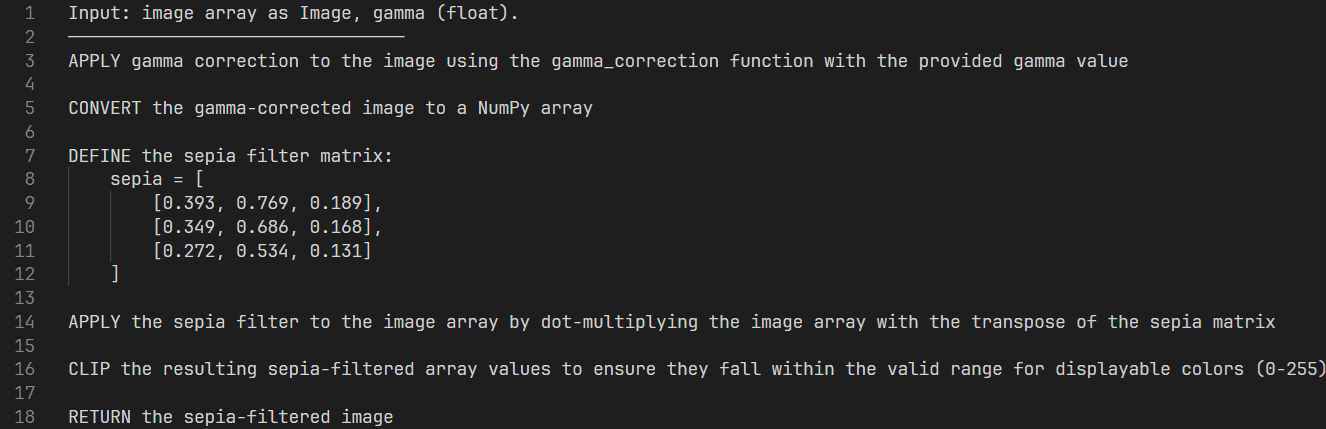 1 Input: image array as Image, gamma (float).
2 ────────────────────────────────
3 APPLY gamma correction to the image using the gamma_correction function with the provided gamma value
4
5 CONVERT the gamma-corrected image to a NumPy array
6
7 DEFINE the sepia filter matrix:
8     sepia = [
9         [0.393, 0.769, 0.189],
10         [0.349, 0.686, 0.168],
11         [0.272, 0.534, 0.131]
12     ]
13
14 APPLY the sepia filter to the image array by dot-multiplying the image array with the transpose of the sepia matrix
15
16 CLIP the resulting sepia-filtered array values to ensure they fall within the valid range for displayable colors (0-255)
17
18 RETURN the sepia-filtered image